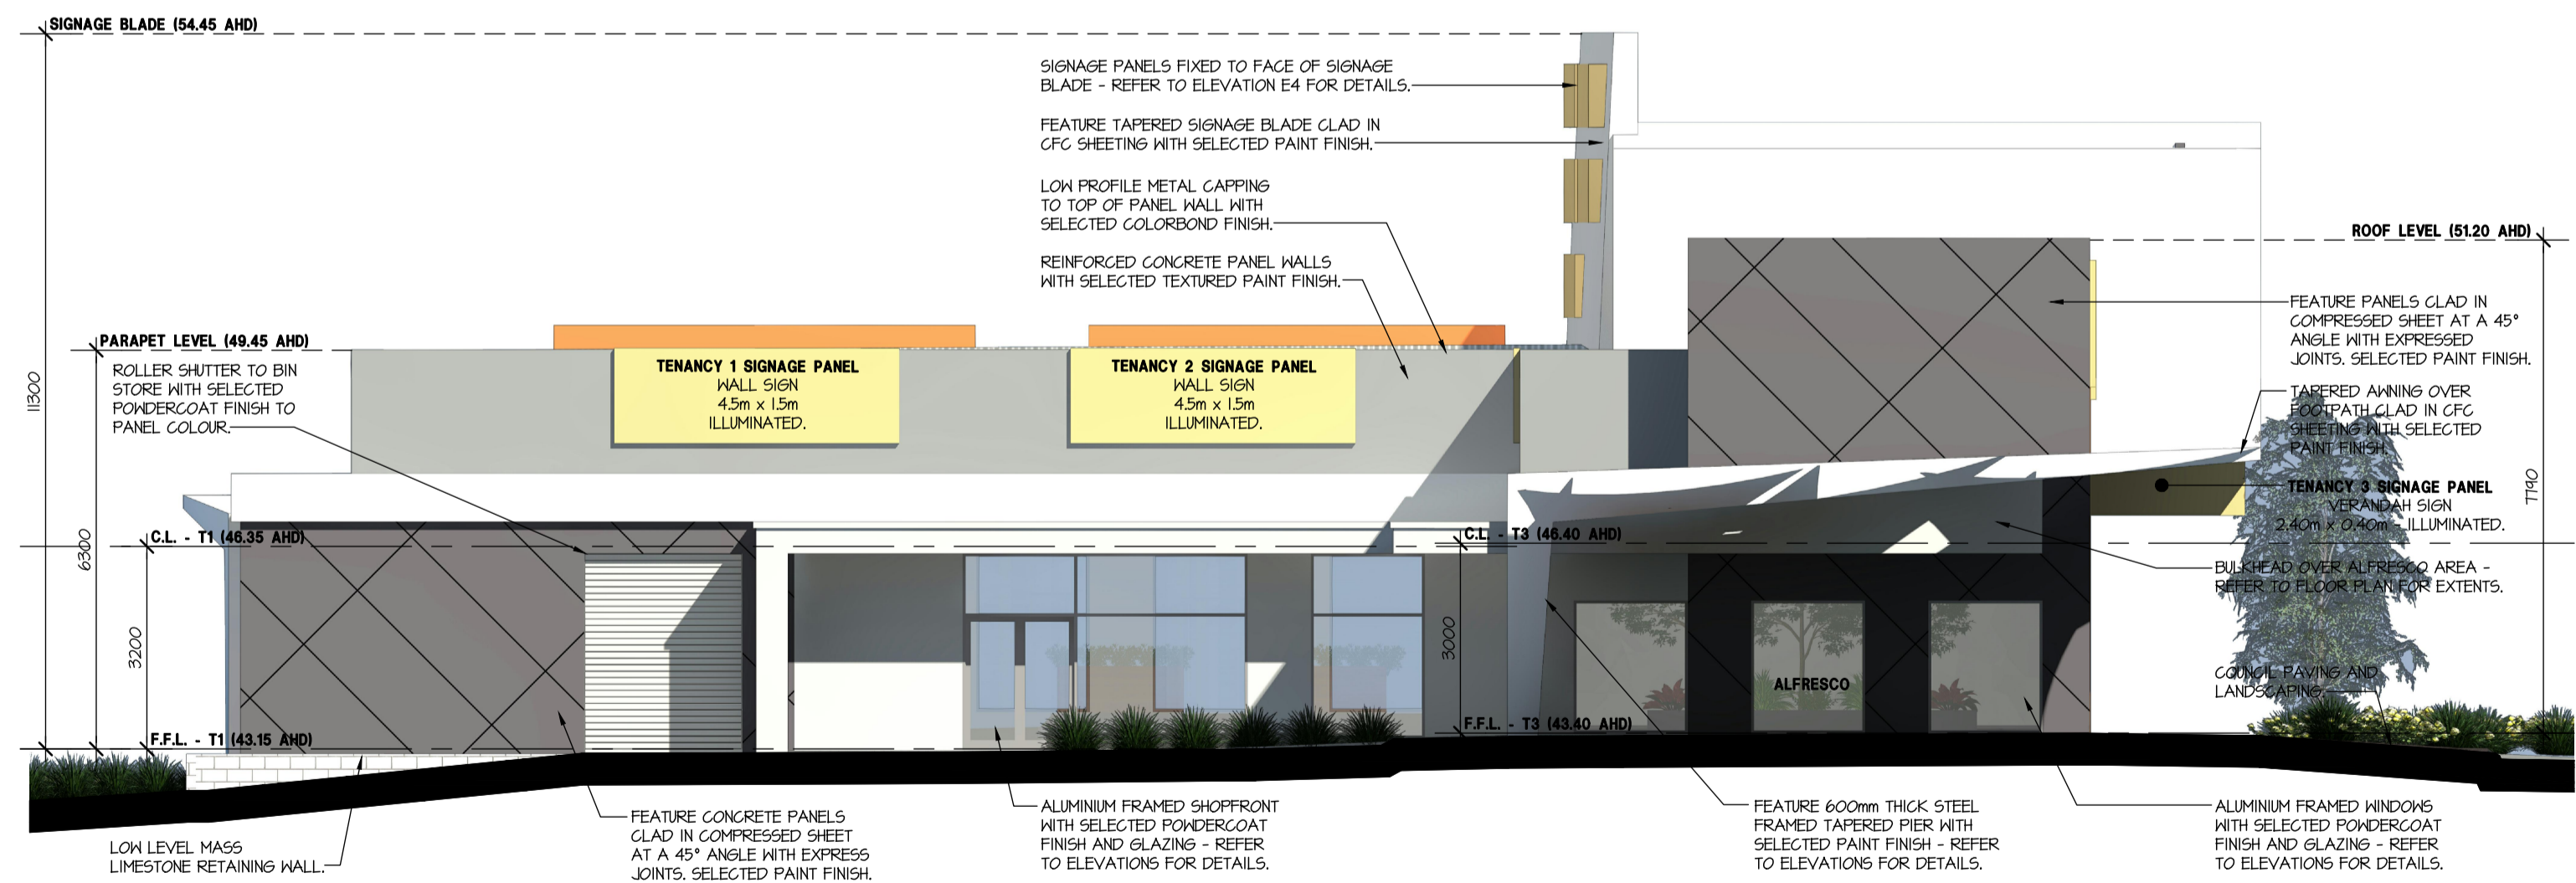 SIGNAGE BLADE (54.45 AHD)
SIGNAGE PANELS FIXED TO FACE OF SIGNAGE
BLADE - REFER TO ELEVATION E4 FOR DETAILS.
FEATURE TAPERED SIGNAGE BLADE CLAD IN
CFC SHEETING WITH SELECTED PAINT FINISH.
LOW PROFILE METAL CAPPING
TO TOP OF PANEL WALL WITH
SELECTED COLORBOND FINISH.
REINFORCED CONCRETE PANEL WALLS
WITH SELECTED TEXTURED PAINT FINISH.
ROOF LEVEL (51.20 AHD)
FEATURE PANELS CLAD IN
COMPRESSED SHEET AT A 45°
ANGLE WITH EXPRESSED
JOINTS. SELECTED PAINT FINISH.
PARAPET LEVEL (49.45 AHD)
ROLLER SHUTTER TO BIN
STORE WITH SELECTED
POWDERCOAT FINISH TO
PANEL COLOUR.
11300
6300
3200
TENANCY 1 SIGNAGE PANEL
WALL SIGN
4.5m x 1.5m
ILLUMINATED.
TENANCY 2 SIGNAGE PANEL
WALL SIGN
4.5m x 1.5m
ILLUMINATED.
TAPERED AWNING OVER
FOOTPATH CLAD IN CFC
SHEETING WITH SELECTED
PAINT FINISH.
TENANCY 3 SIGNAGE PANEL
VERANDAH SIGN
2.40m x 0.40m - ILLUMINATED.
7790
C.L. - T1 (46.35 AHD)
C.L. - T3 (46.40 AHD)
BULKHEAD OVER ALFRESCO AREA -
REFER TO FLOOR PLAN FOR EXTENTS.
3000
ALFRESCO
COUNCIL PAVING AND
LANDSCAPING.
F.F.L. - T1 (43.15 AHD)
F.F.L. - T3 (43.40 AHD)
LOW LEVEL MASS
LIMESTONE RETAINING WALL.
FEATURE CONCRETE PANELS
CLAD IN COMPRESSED SHEET
AT A 45° ANGLE WITH EXPRESS
JOINTS. SELECTED PAINT FINISH.
ALUMINIUM FRAMED SHOPFRONT
WITH SELECTED POWDERCOAT
FINISH AND GLAZING - REFER
TO ELEVATIONS FOR DETAILS.
FEATURE 600mm THICK STEEL
FRAMED TAPERED PIER WITH
SELECTED PAINT FINISH - REFER
TO ELEVATIONS FOR DETAILS.
ALUMINIUM FRAMED WINDOWS
WITH SELECTED POWDERCOAT
FINISH AND GLAZING - REFER
TO ELEVATIONS FOR DETAILS.